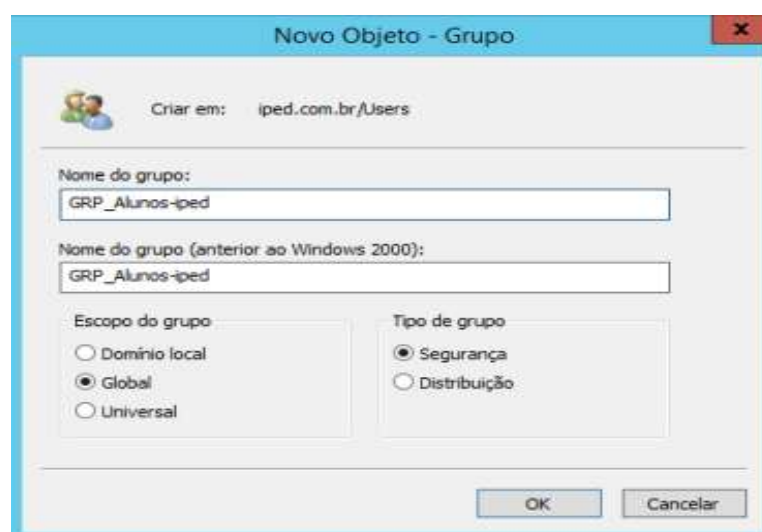 Novo Objeto - Grupo
Criar em: iped.com.br/Users
Nome do grupo:
GRP_Alunos-iped
Nome do grupo (anterior ao Windows 2000):
GRP_Alunos-iped
Escopo do grupo
Domínio local
Global
Universal
Tipo de grupo
Segurança
Distribuição
OK Cancelar